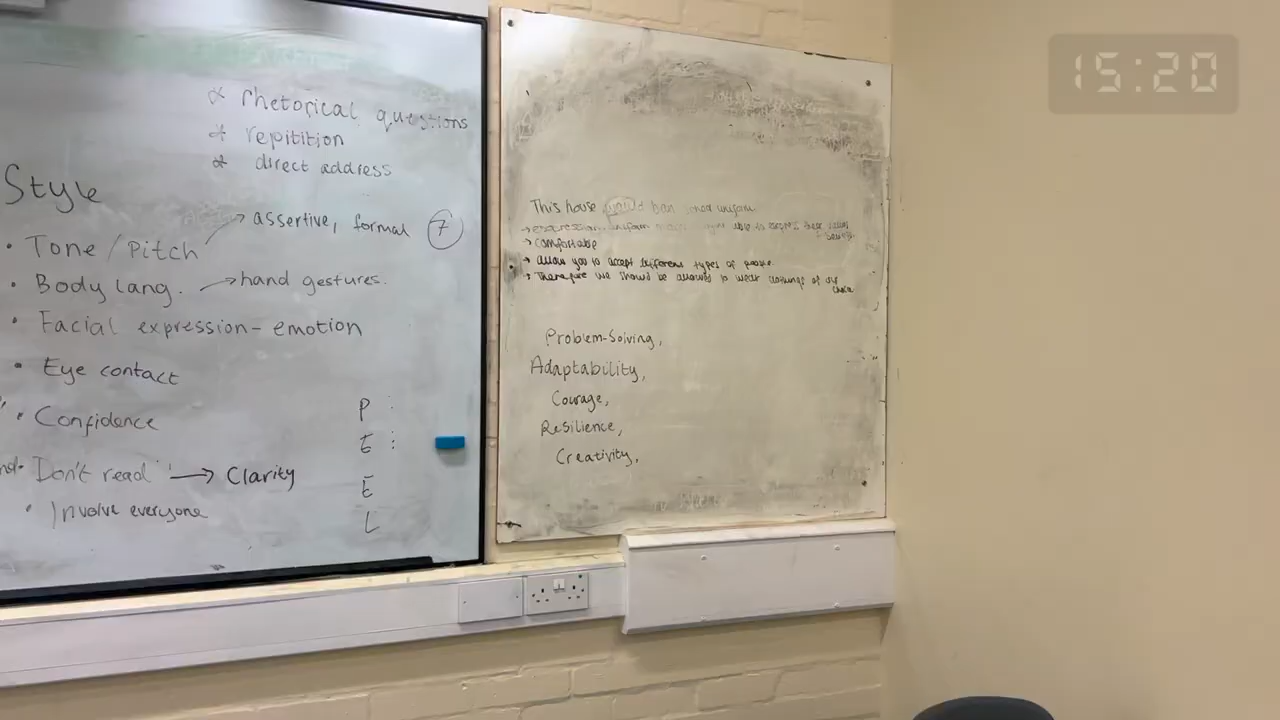 * rhetorical questions
* repitition
* direct address
Style
• Tone / Pitch → assertive, formal 7
• Body lang. → hand gestures.
• Facial expression - emotion
• Eye contact
• Confidence
• Don't read → Clarity
• Involve everyone
P :
E :
E
L
This house would ban school uniform
→ expression, uniform
→ Comfortable
→ Allow you to accept different types of people
→ Therefore we should be allowed to wear clothings of our
choice
Problem-Solving,
Adaptability,
Courage,
Resilience,
Creativity,
15:20